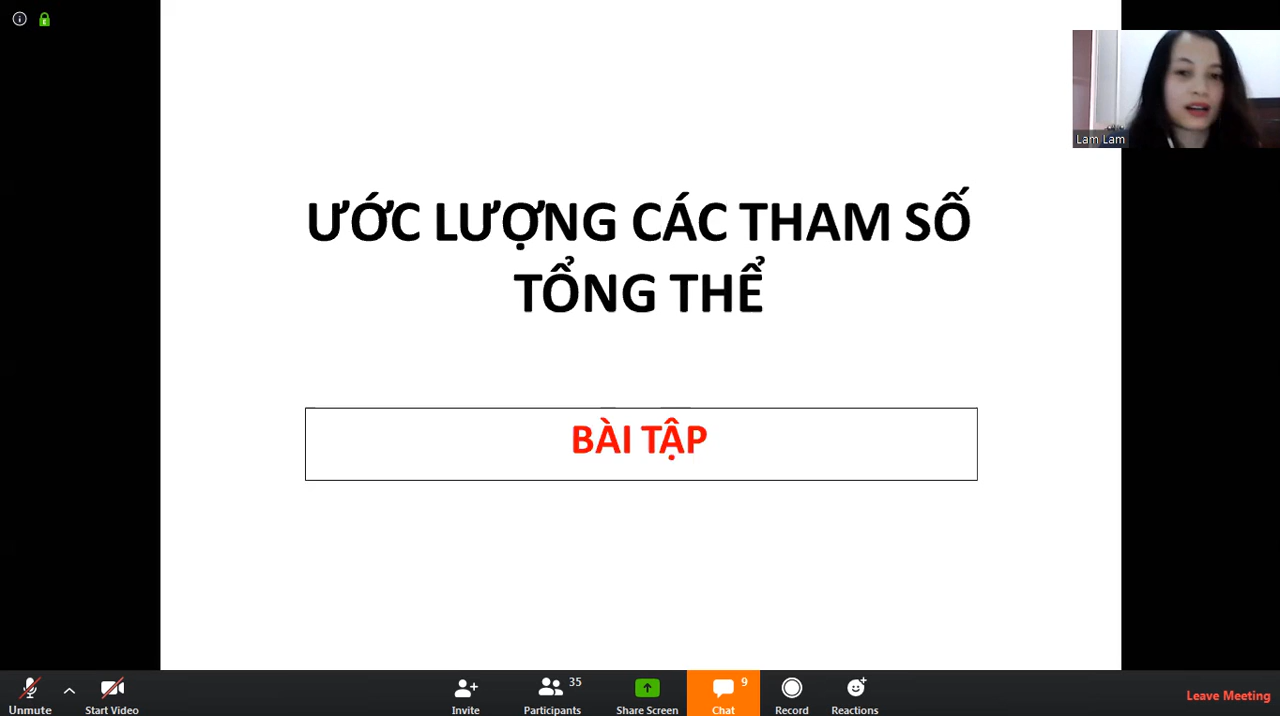 Lam Lam
ƯỚC LƯỢNG CÁC THAM SỐ
TỔNG THỂ
BÀI TẬP
Unmute
Start Video
Invite
Participants
35
Share Screen
Chat
9
Record
Reactions
Leave Meeting